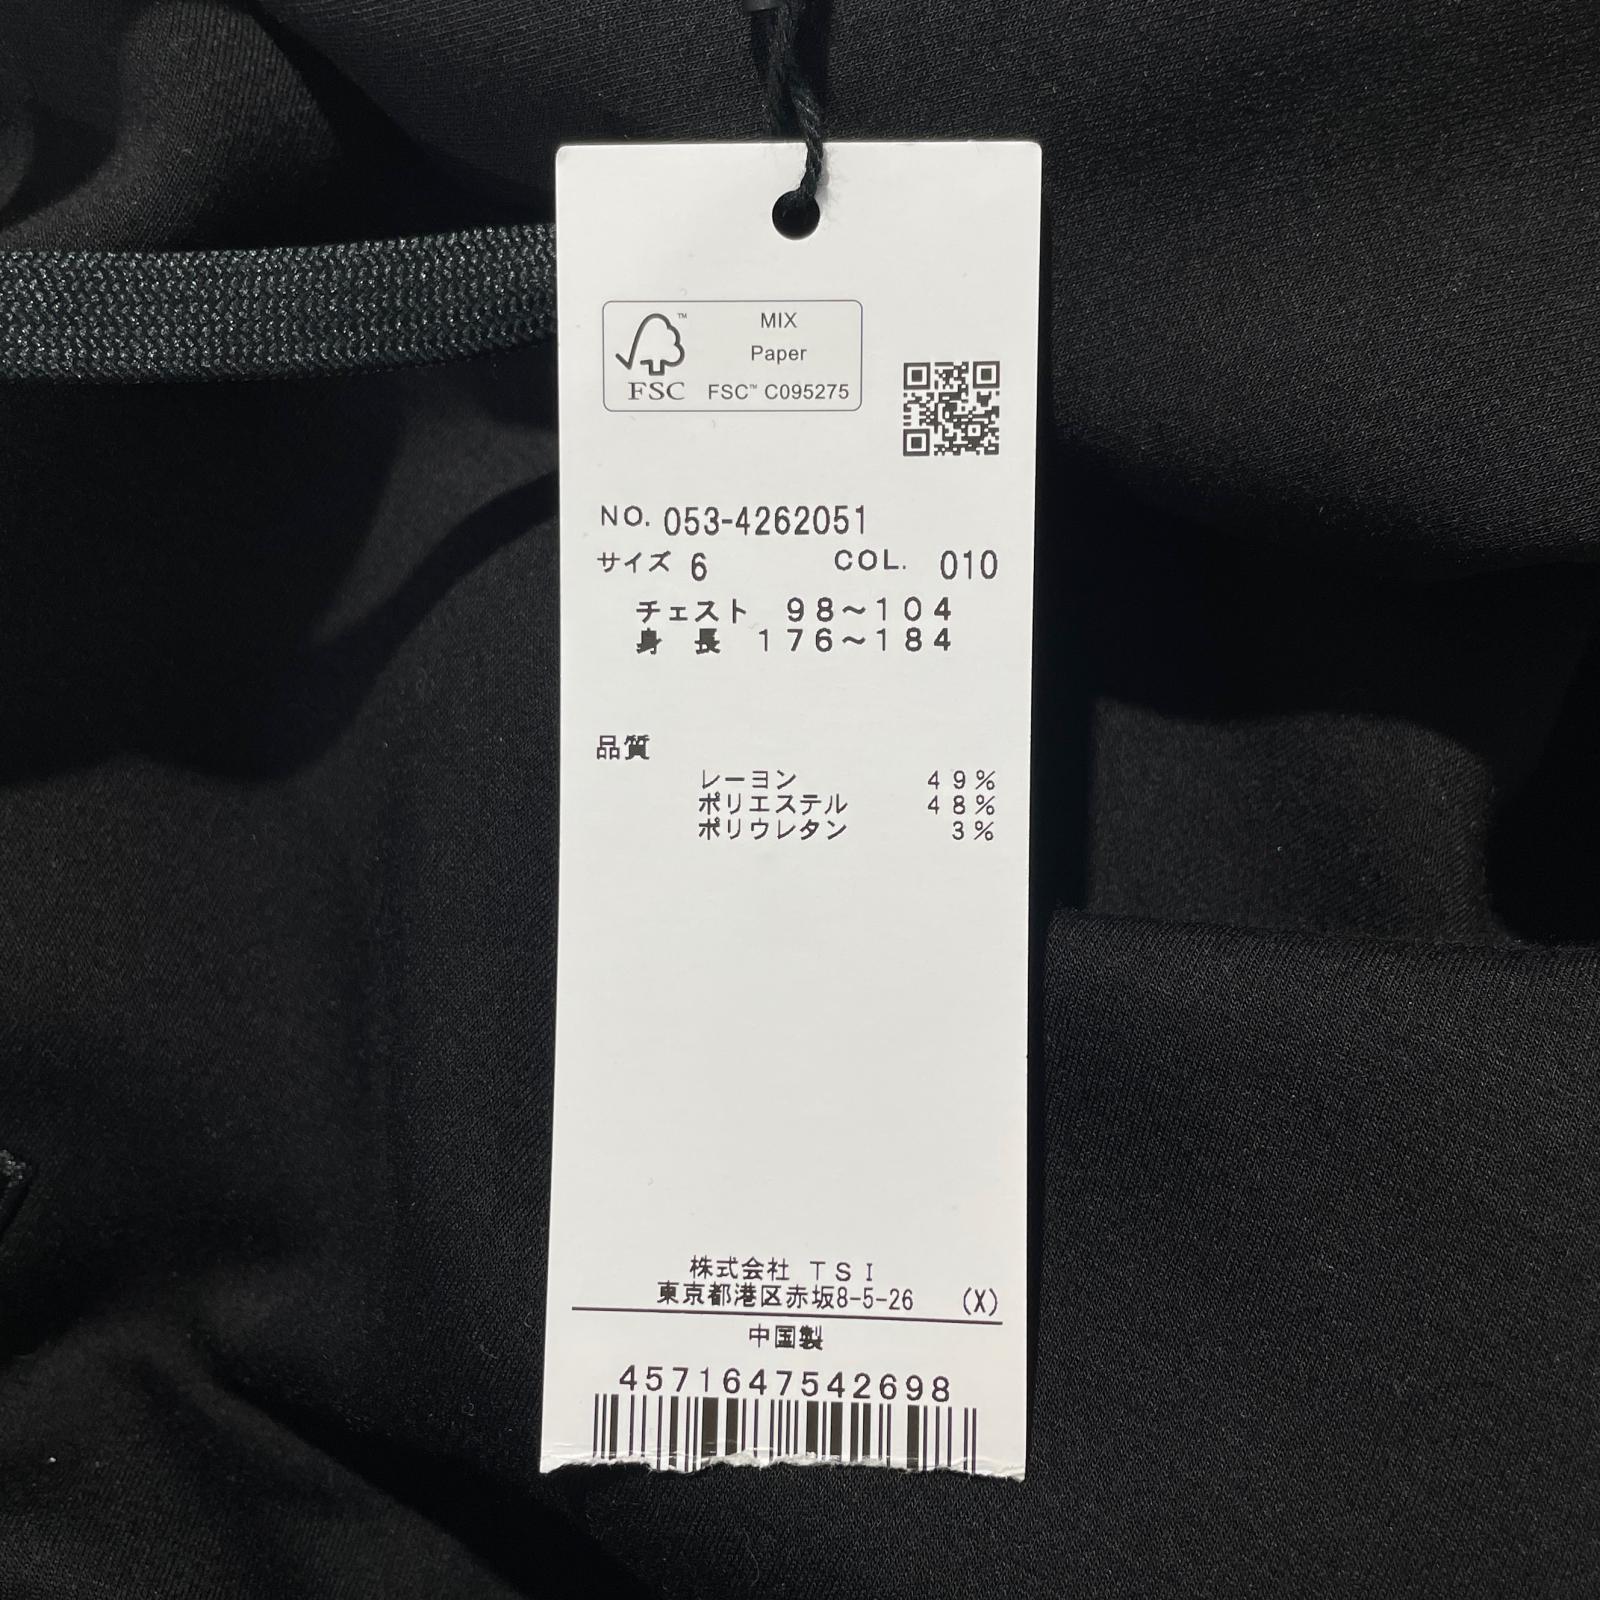 MIX
Paper
FSC™ C095275
FSC
NO. 053-4262051
サイズ 6 COL. 010
チェスト 98〜104
身長 176〜184
品質
レーヨン 49%
ポリエステル 48%
ポリウレタン 3%
株式会社 TSI
東京都港区赤坂8-5-26 (X)
中国製
4571647542698